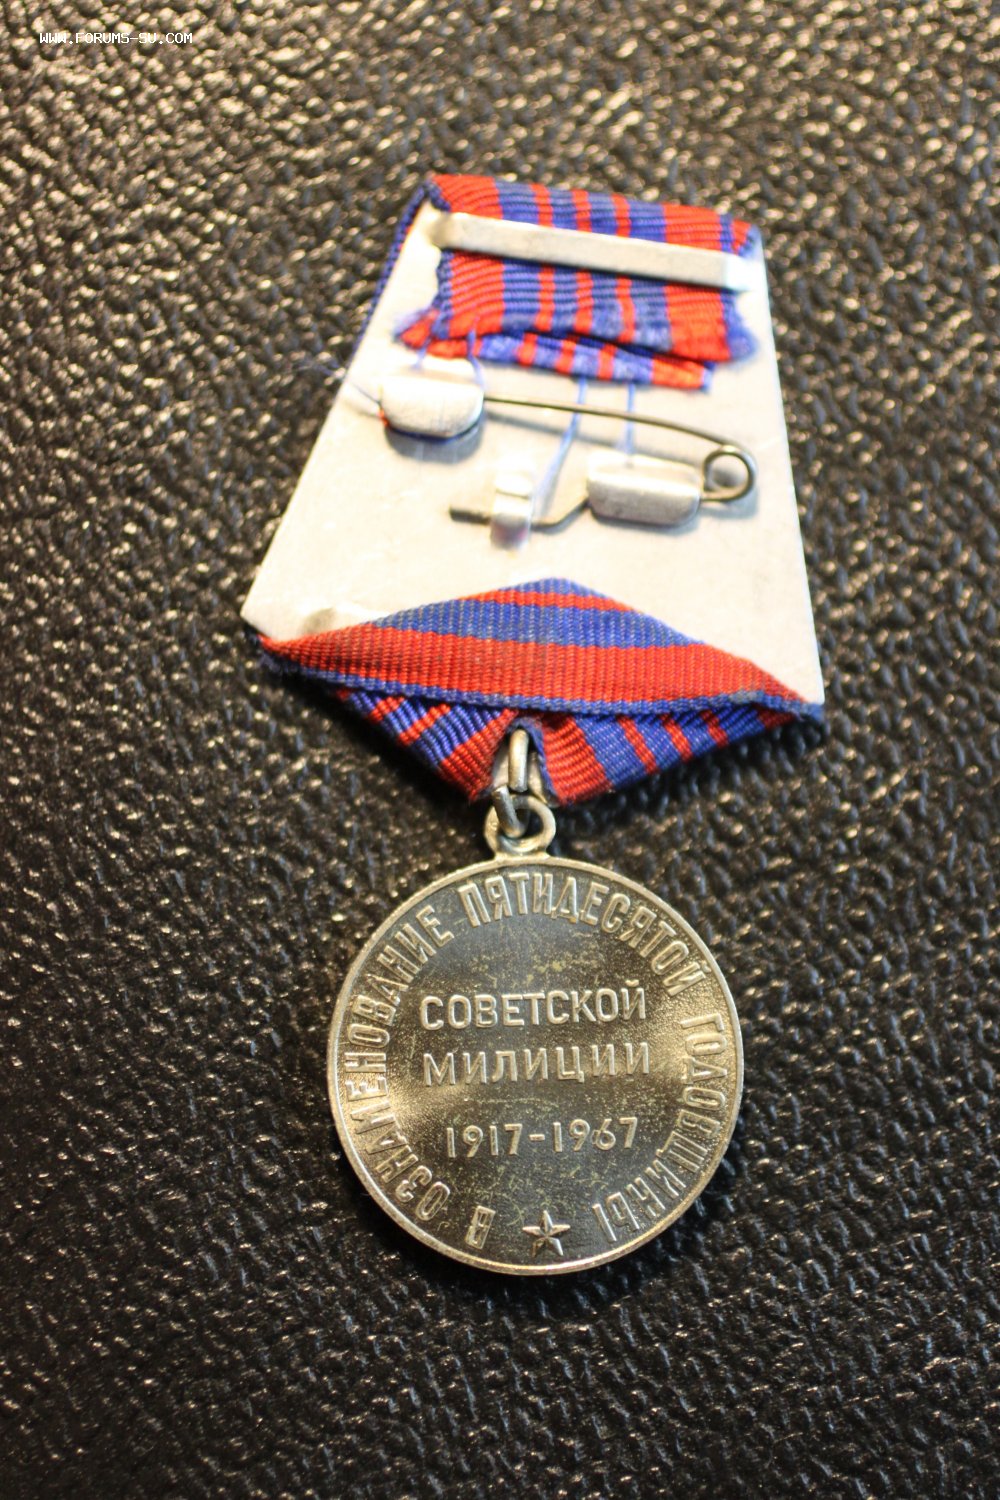 WWW.FORUMS-SU.COM
В ОЗНАМЕНОВАНИЕ ПЯТИДЕСЯТОЙ ГОДОВЩИНЫ
СОВЕТСКОЙ
МИЛИЦИИ
1917-1967